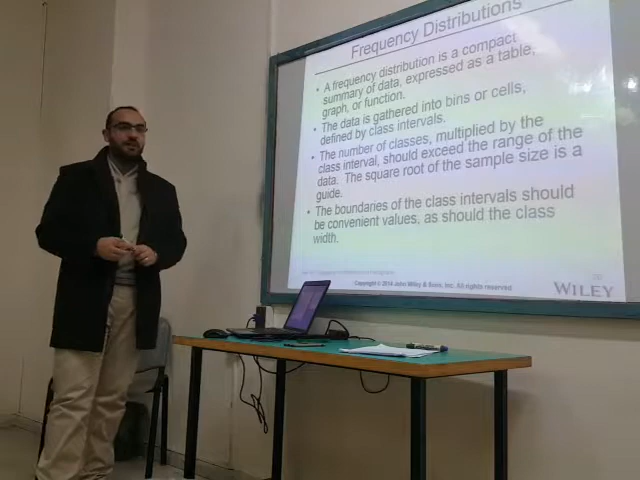 Frequency Distributions
• A frequency distribution is a compact
summary of data, expressed as a table,
graph, or function.
• The data is gathered into bins or cells,
defined by class intervals.
• The number of classes, multiplied by the
class interval, should exceed the range of the
data. The square root of the sample size is a
guide.
• The boundaries of the class intervals should
be convenient values, as should the class
width.
Copyright © 2014 John Wiley & Sons, Inc. All rights reserved.
WILEY